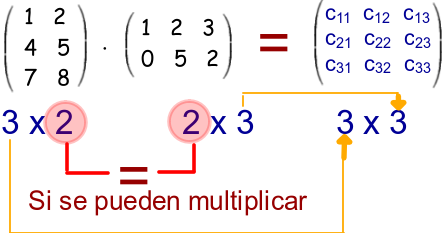 1 2
4 5
7 8
·
1 2 3
0 5 2
=
c11 c12 c13
c21 c22 c23
c31 c32 c33
3 x 2 2 x 3 3 x 3
=
Si se pueden multiplicar